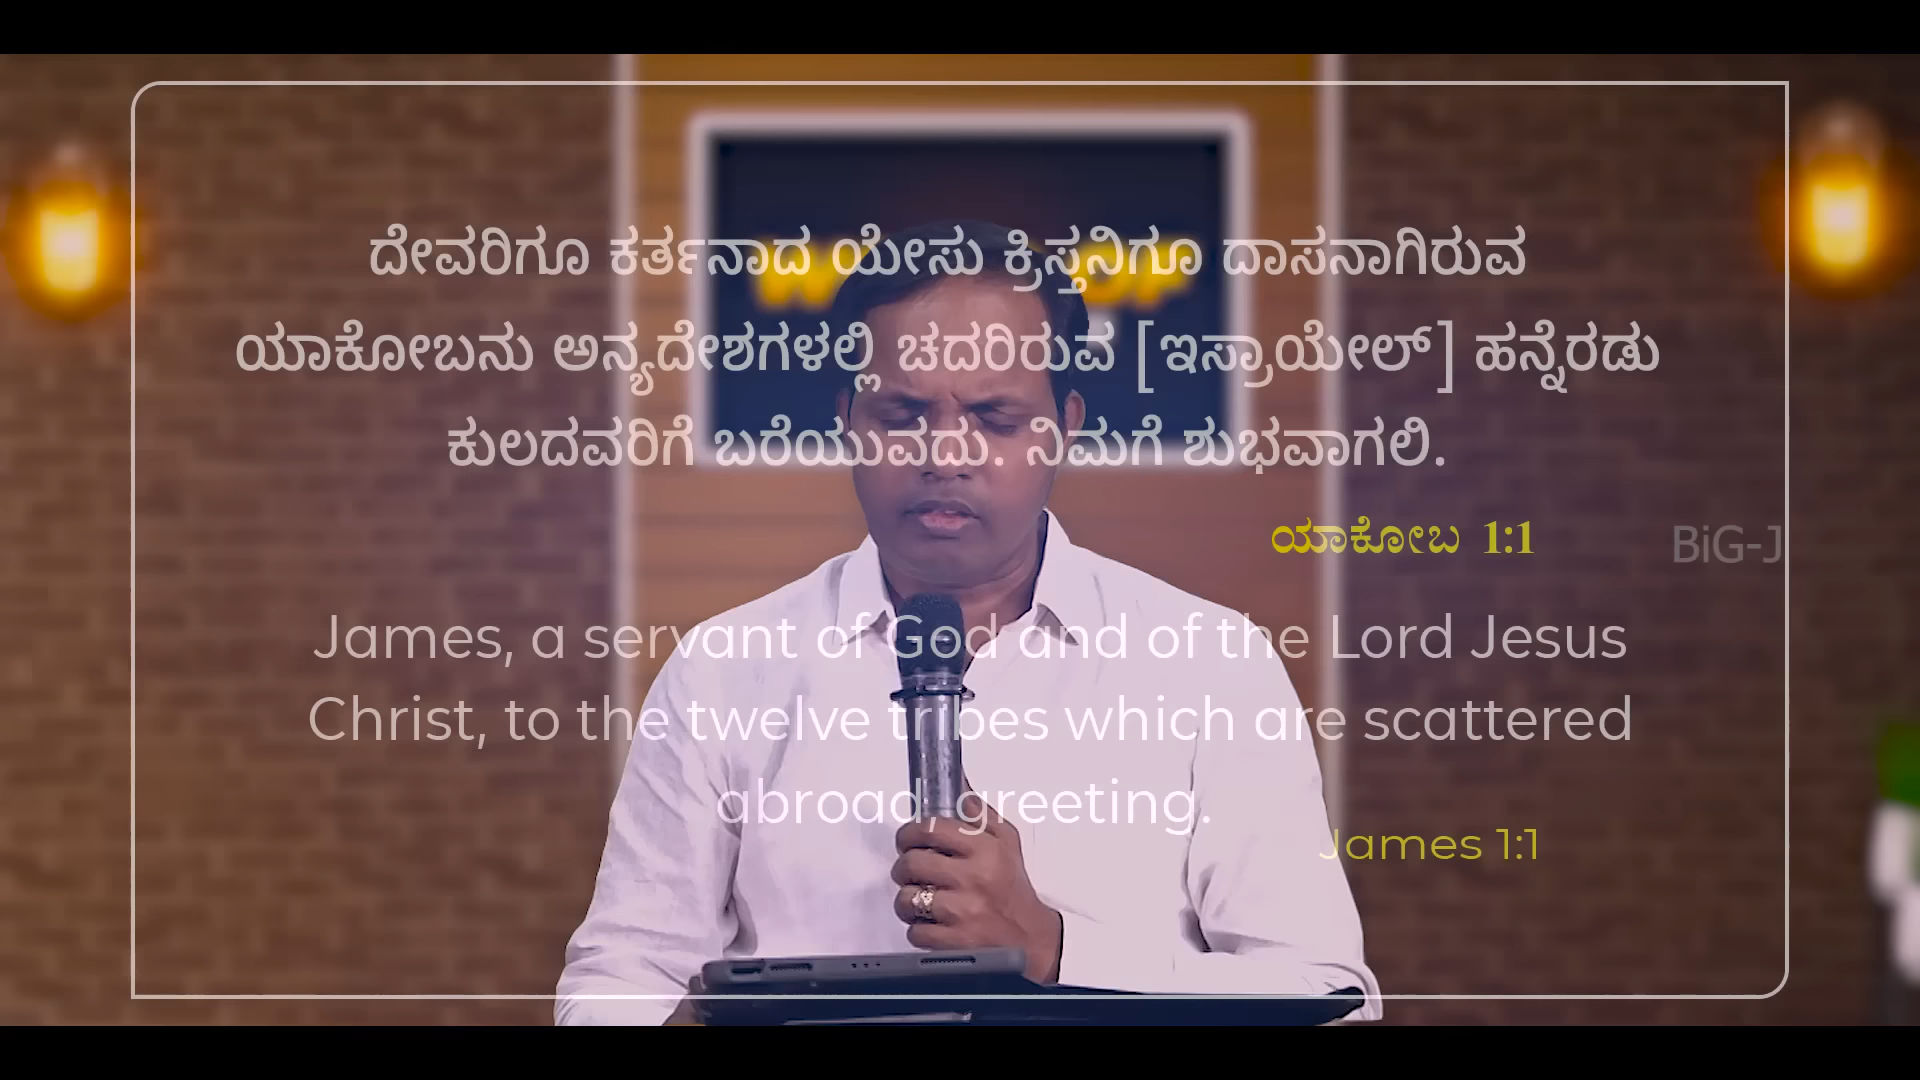 ದೇವರಿಗೂ ಕರ್ತನಾದ ಯೇಸು ಕ್ರಿಸ್ತನಿಗೂ ದಾಸನಾಗಿರುವ
ಯಾಕೋಬನು ಅನ್ಯದೇಶಗಳಲ್ಲಿ ಚದರಿರುವ [ಇಸ್ರಾಯೇಲ್] ಹನ್ನೆರಡು
ಕುಲದವರಿಗೆ ಬರೆಯುವದು. ನಿಮಗೆ ಶುಭವಾಗಲಿ.
ಯಾಕೋಬ 1:1
BiG-J
James, a servant of God and of the Lord Jesus
Christ, to the twelve tribes which are scattered
abroad, greeting.
James 1:1